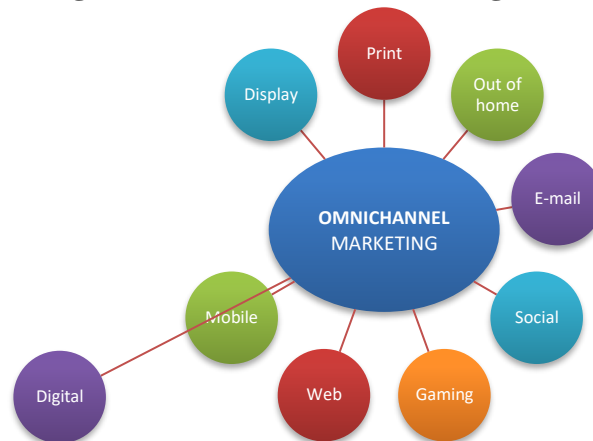 Print
Display
Out of
home
E-mail
OMNICHANNEL
MARKETING
Mobile
Social
Digital
Web
Gaming